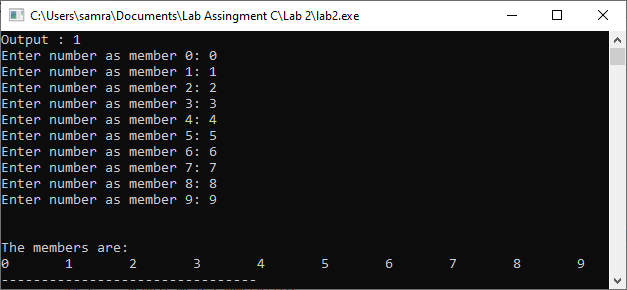 C:\Users\samra\Documents\Lab Assingment C\Lab 2\lab2.exe
Output : 1
Enter number as member 0: 0
Enter number as member 1: 1
Enter number as member 2: 2
Enter number as member 3: 3
Enter number as member 4: 4
Enter number as member 5: 5
Enter number as member 6: 6
Enter number as member 7: 7
Enter number as member 8: 8
Enter number as member 9: 9
The members are:
0 1 2 3 4 5 6 7 8 9
--------------------------------